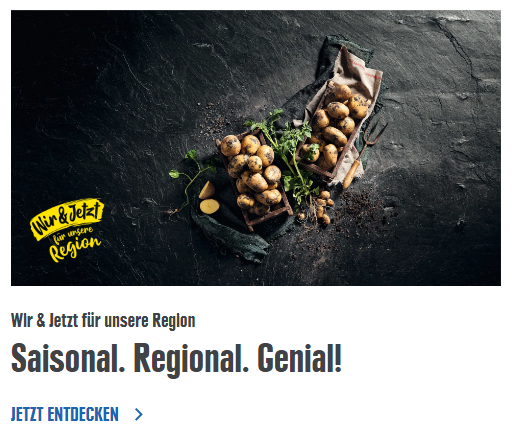 Wir & Jetzt
für unsere
Region
Wir & Jetzt für unsere Region
Saisonal. Regional. Genial!
JETZT ENTDECKEN